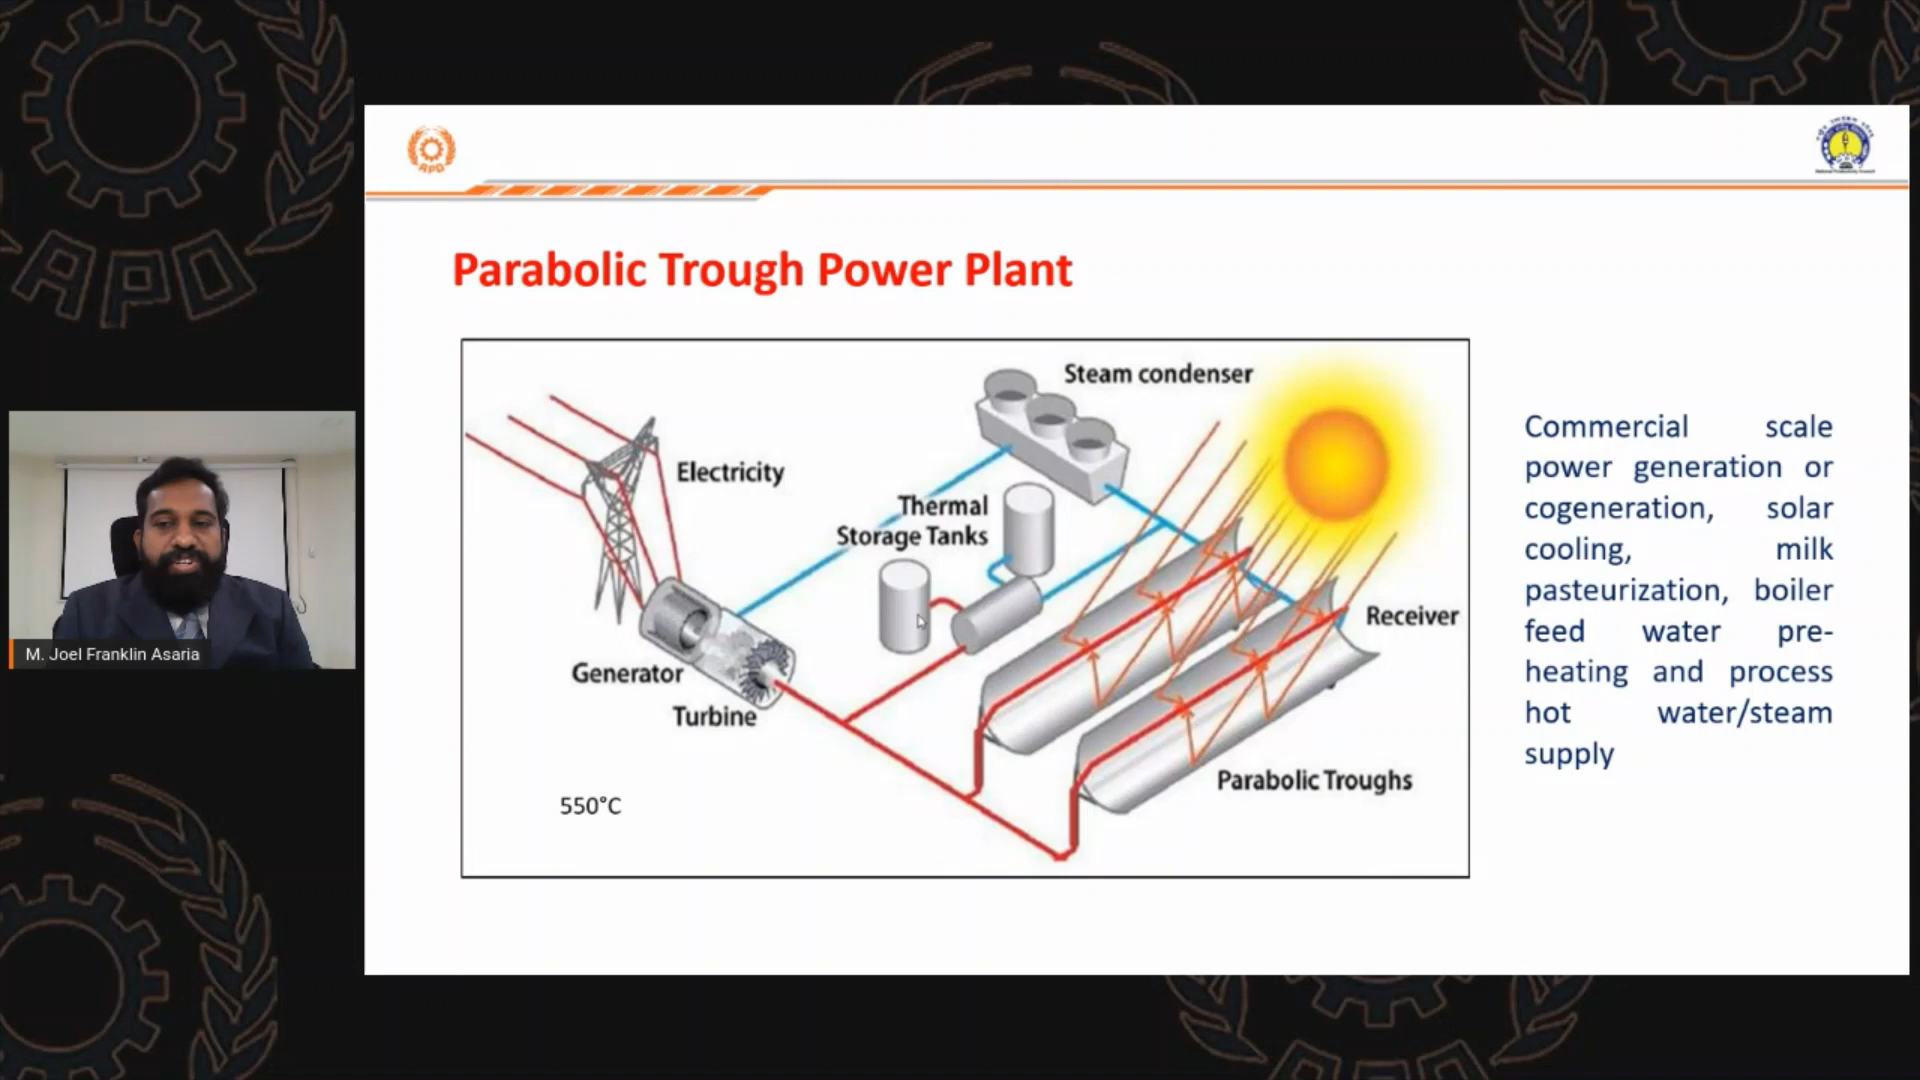 APO
APO
Parabolic Trough Power Plant
Steam condenser
Electricity
Thermal
Storage Tanks
Receiver
Generator
Turbine
Parabolic Troughs
550°C
Commercial scale
power generation or
cogeneration, solar
cooling, milk
pasteurization, boiler
feed water pre-
heating and process
hot water/steam
supply
M. Joel Franklin Asaria